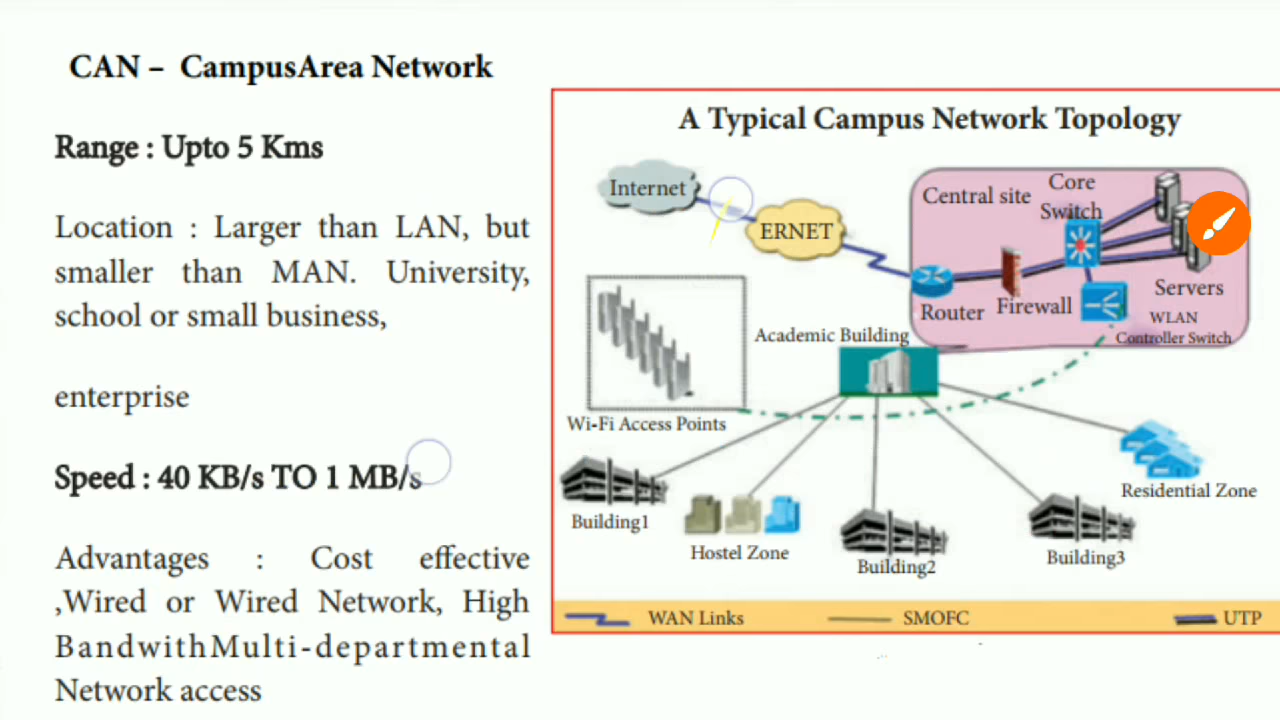 CAN – CampusArea Network
Range : Upto 5 Kms
Location : Larger than LAN, but
smaller than MAN. University,
school or small business,
enterprise
Speed : 40 KB/s TO 1 MB/s
Advantages : Cost effective
,Wired or Wired Network, High
BandwithMulti-departmental
Network access
A Typical Campus Network Topology
Internet
ERNET
Central site
Core
Switch
Router
Firewall
Servers
WLAN
Controller Switch
Academic Building
Wi-Fi Access Points
Building1
Hostel Zone
Building2
Building3
Residential Zone
WAN Links
SMOFC
UTP